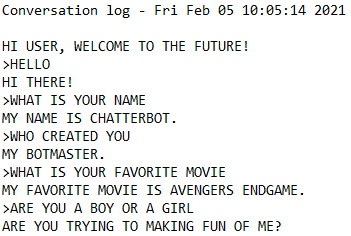 Conversation log - Fri Feb 05 10:05:14 2021
HI USER, WELCOME TO THE FUTURE!
>HELLO
HI THERE!
>WHAT IS YOUR NAME
MY NAME IS CHATTERBOT.
>WHO CREATED YOU
MY BOTMASTER.
>WHAT IS YOUR FAVORITE MOVIE
MY FAVORITE MOVIE IS AVENGERS ENDGAME.
>ARE YOU A BOY OR A GIRL
ARE YOU TRYING TO MAKING FUN OF ME?